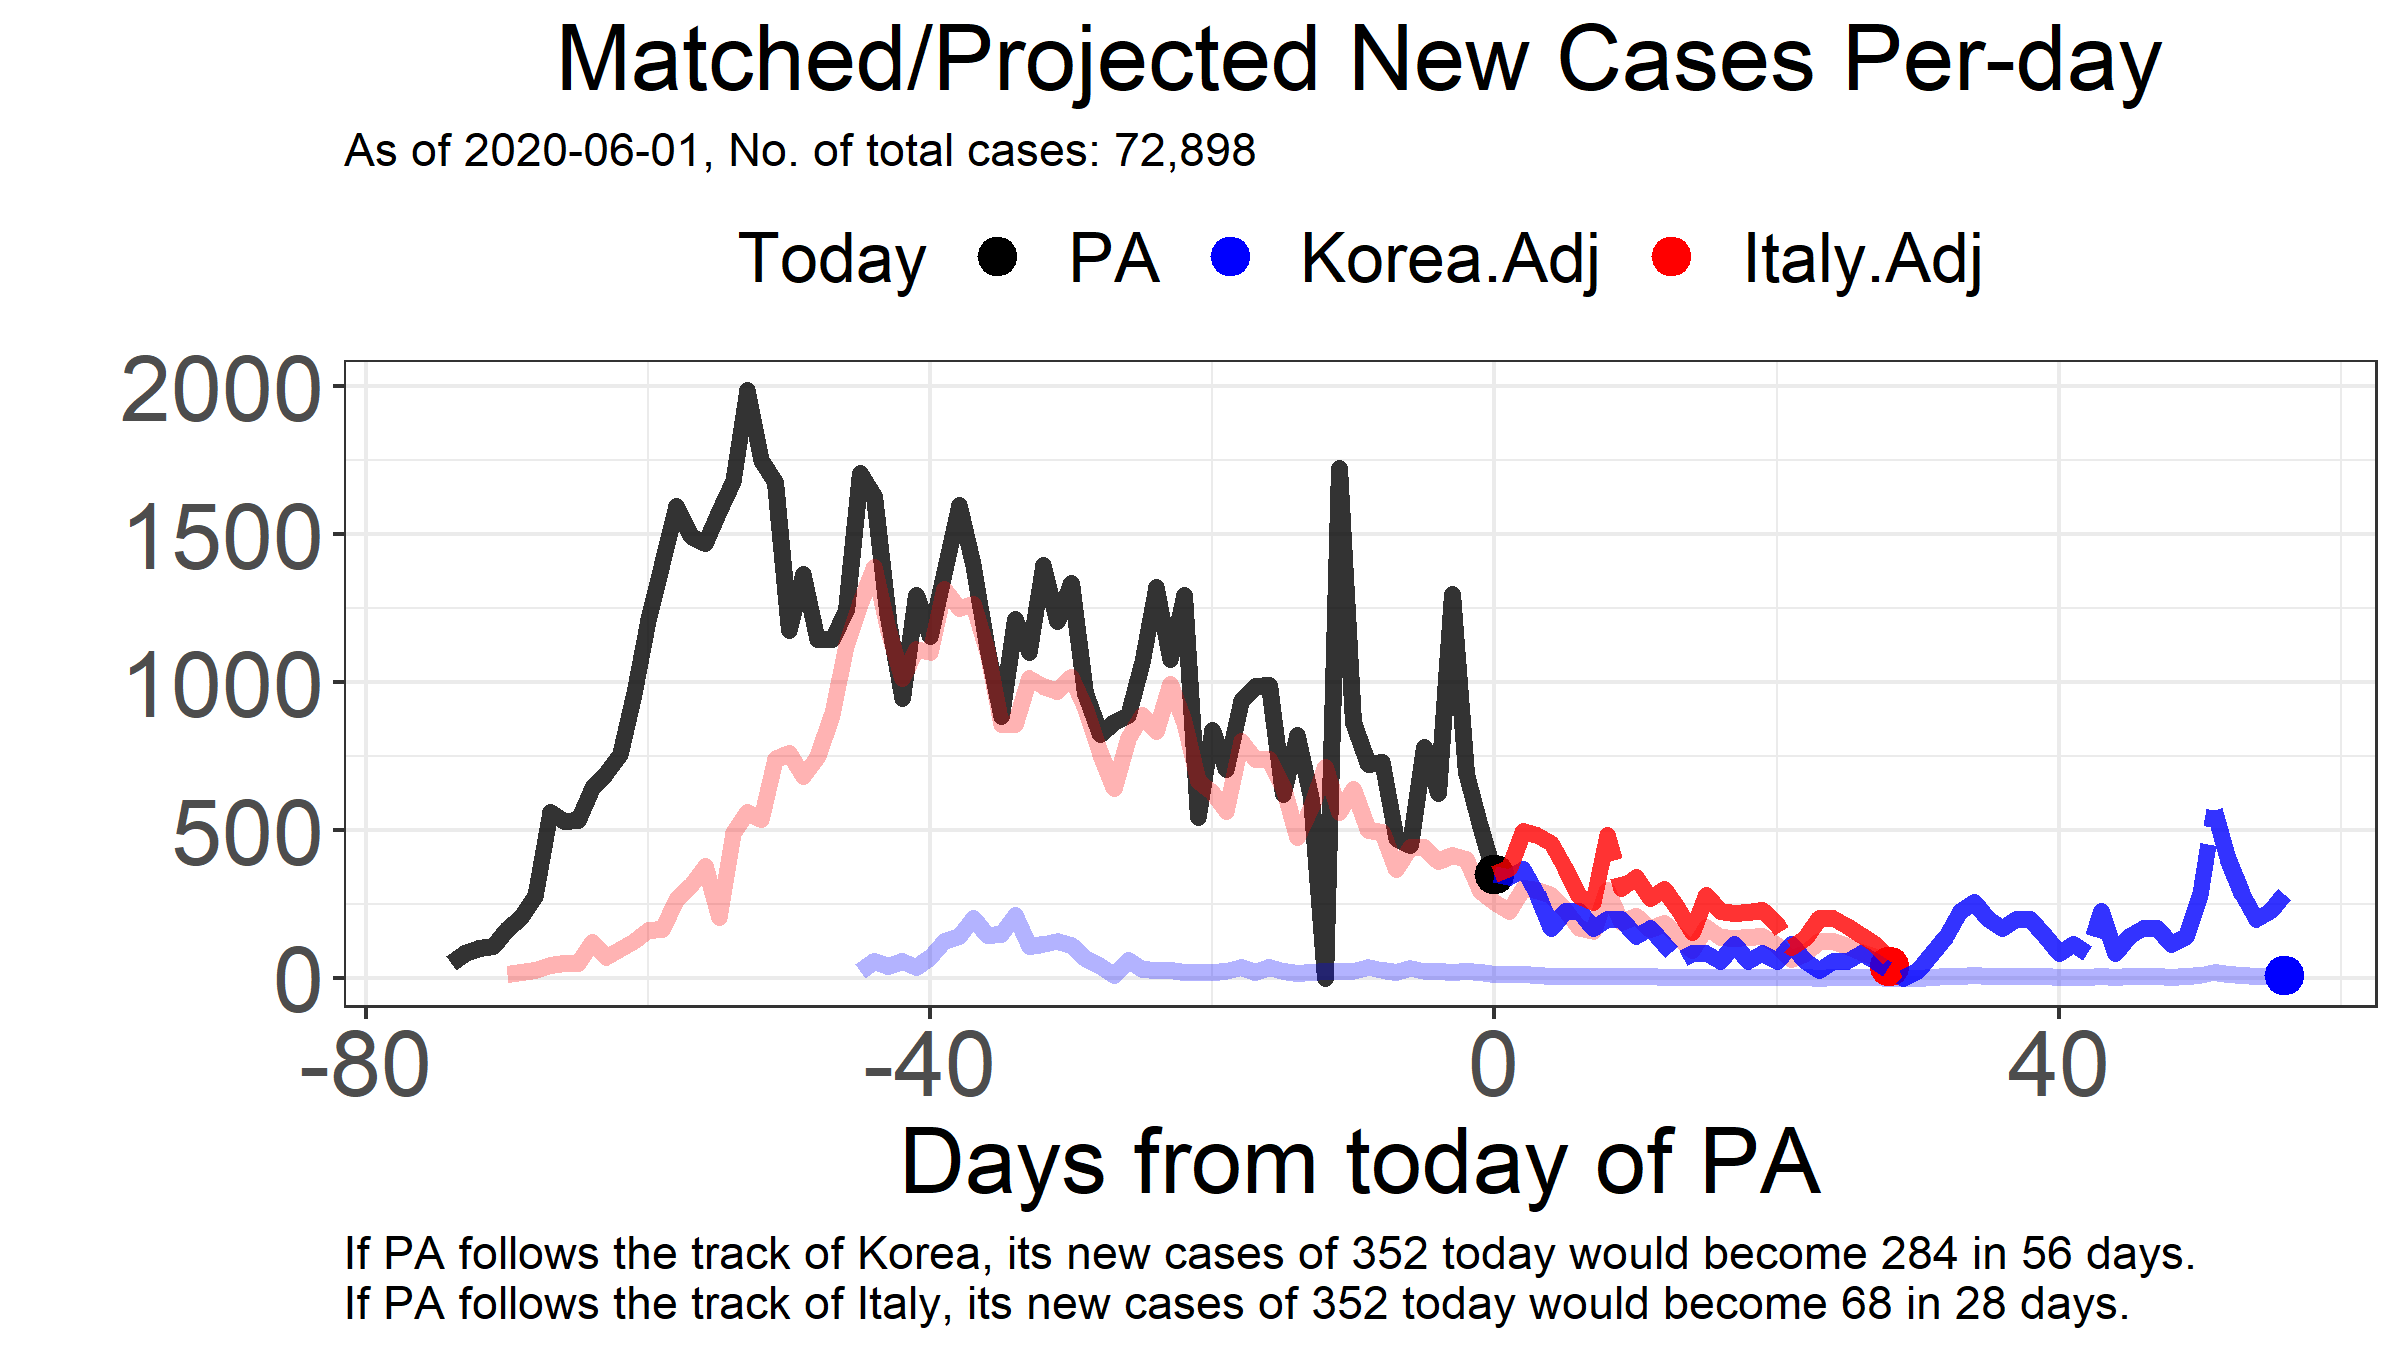 Matched/Projected New Cases Per-day
As of 2020-06-01, No. of total cases: 72,898
Today PA Korea.Adj Italy.Adj
2000
1500
1000
500
0
-80 -40 0 40
Days from today of PA
If PA follows the track of Korea, its new cases of 352 today would become 284 in 56 days.
If PA follows the track of Italy, its new cases of 352 today would become 68 in 28 days.